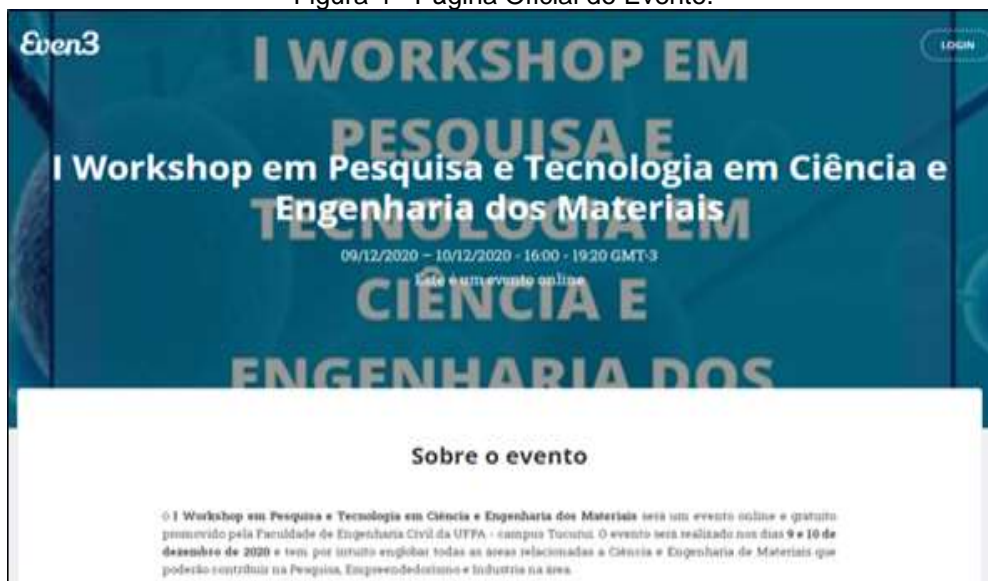 Figura 4 - Página Oficial do Evento.
Even3
LOGIN
I WORKSHOP EM
PESQUISA E
TECNOLOGIA EM
CIÊNCIA E
ENGENHARIA DOS
I Workshop em Pesquisa e Tecnologia em Ciência e
Engenharia dos Materiais
09/12/2020 – 10/12/2020 - 16:00 - 19:20 GMT-3
Este é um evento online
Sobre o evento
O I Workshop em Pesquisa e Tecnologia em Ciência e Engenharia dos Materiais será um evento online e gratuito
promovido pela Faculdade de Engenharia Civil da UFPA - campus Tucuruí. O evento será realizado nos dias 9 e 10 de
dezembro de 2020 e tem por intuito englobar todas as áreas relacionadas a Ciência e Engenharia de Materiais que
poderão contribuir na Pesquisa, Empreendedorismo e Industria na área.